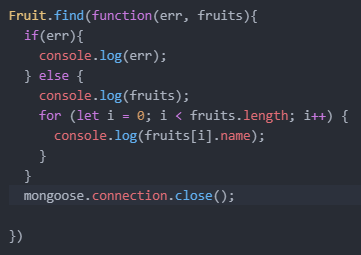 Fruit.find(function(err, fruits){
  if(err){
    console.log(err);
  } else {
    console.log(fruits);
    for (let i = 0; i < fruits.length; i++) {
      console.log(fruits[i].name);
    }
  }
  mongoose.connection.close();
})